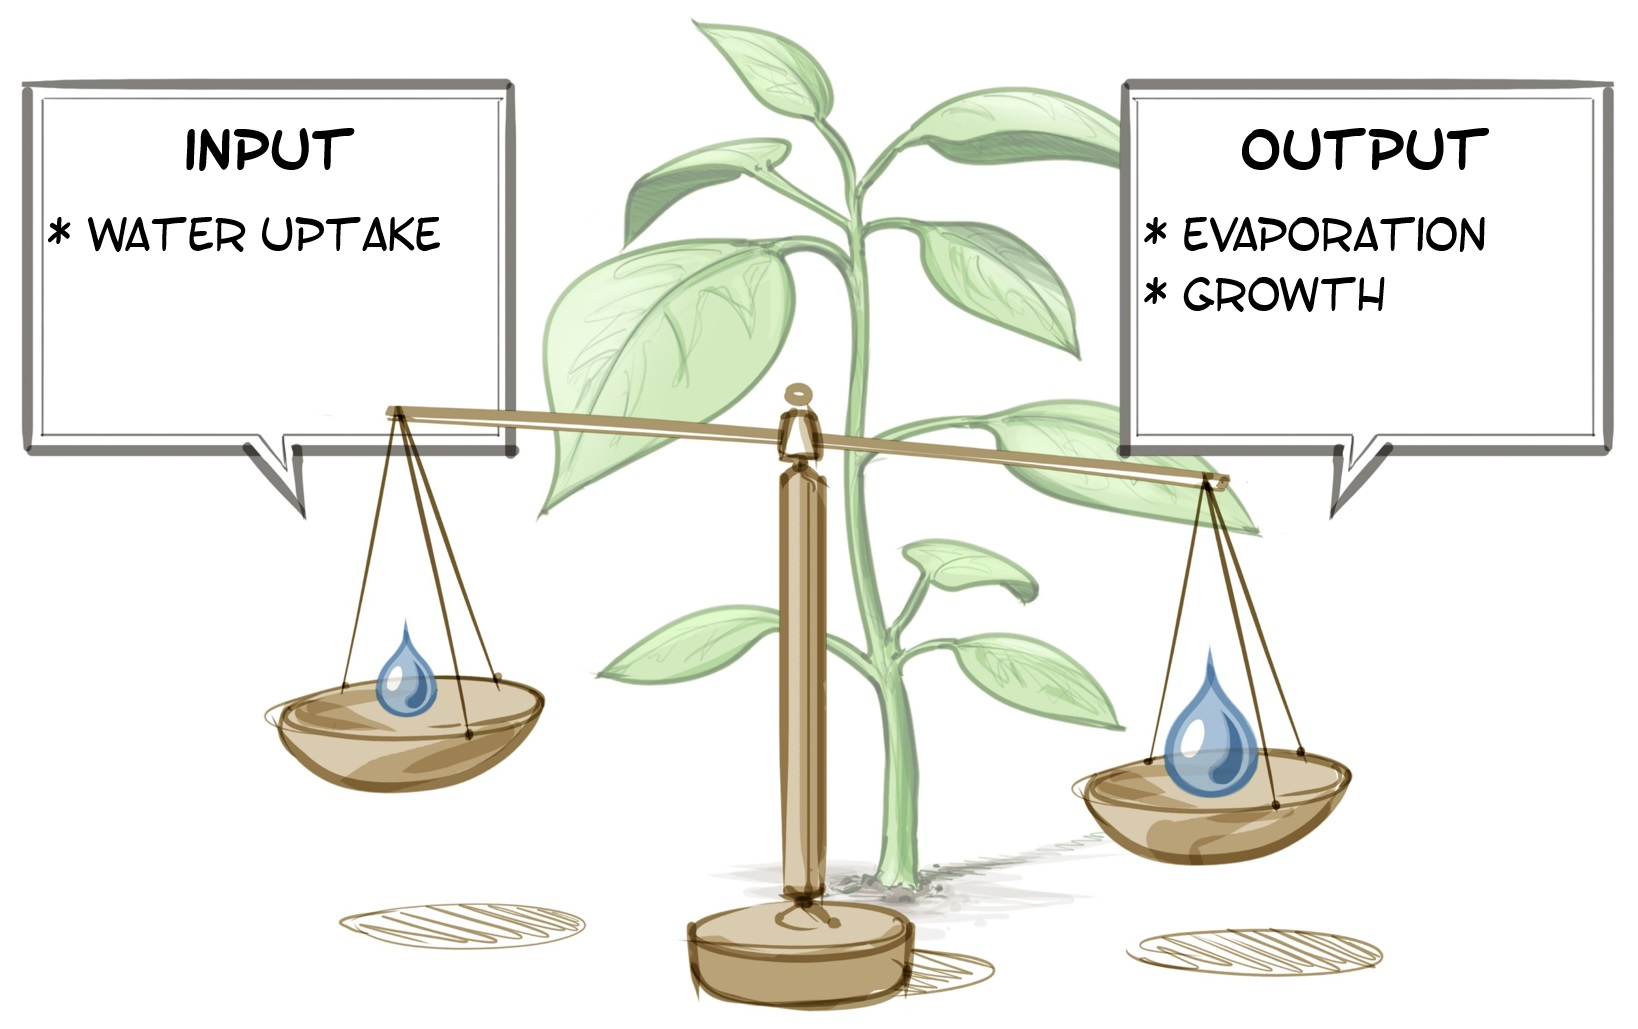 INPUT
* WATER UPTAKE
OUTPUT
* EVAPORATION
* GROWTH